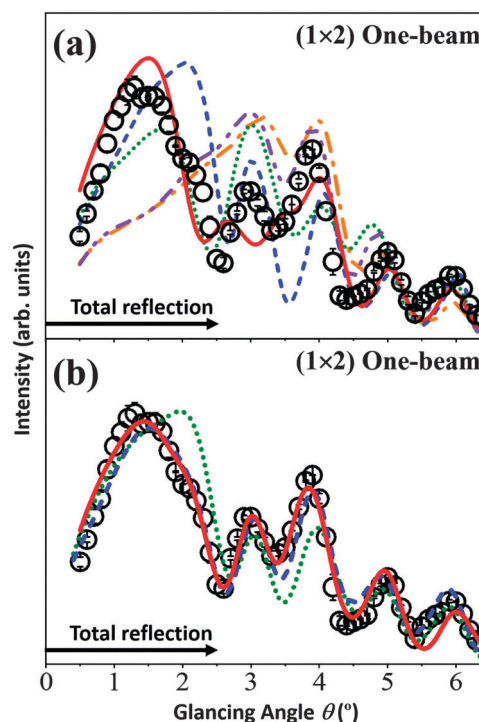 (a)
(1×2) One-beam
Total reflection
(b)
(1×2) One-beam
Total reflection
Intensity (arb. units)
0 1 2 3 4 5 6
Glancing Angle θ(°)